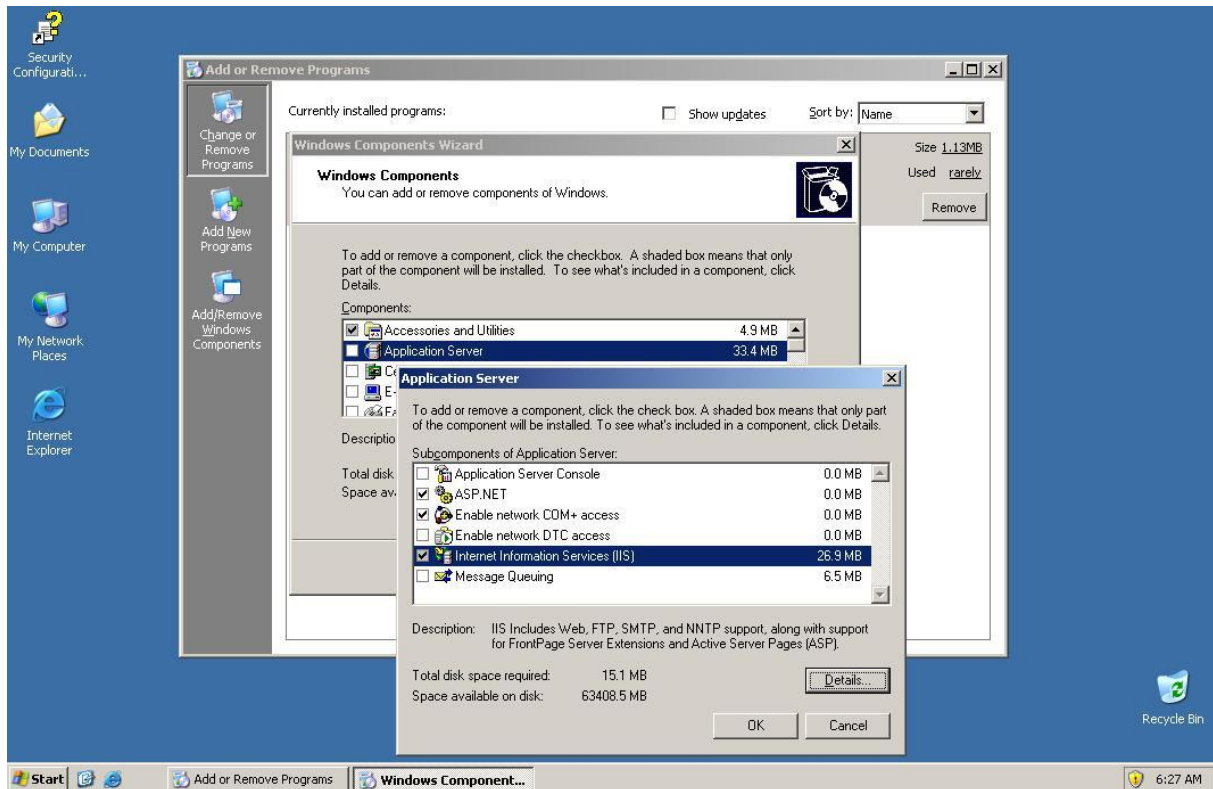 Security
Configurati...
My Documents
My Computer
My Network
Places
Internet
Explorer
Recycle Bin
Add or Remove Programs
Change or
Remove
Programs
Add New
Programs
Add/Remove
Windows
Components
Currently installed programs:
Show updates
Sort by:
Name
Size 1.13MB
Used rarely
Remove
Windows Components Wizard
Windows Components
You can add or remove components of Windows.
To add or remove a component, click the checkbox. A shaded box means that only
part of the component will be installed. To see what's included in a component, click
Details.
Components:
Accessories and Utilities 4.9 MB
Application Server 33.4 MB
E-
Descriptio
Total disk
Space av
Application Server
To add or remove a component, click the check box. A shaded box means that only part
of the component will be installed. To see what's included in a component, click Details.
Subcomponents of Application Server:
Application Server Console 0.0 MB
ASP.NET 0.0 MB
Enable network COM+ access 0.0 MB
Enable network DTC access 0.0 MB
Internet Information Services (IIS) 26.9 MB
Message Queuing 6.5 MB
Description: IIS Includes Web, FTP, SMTP, and NNTP support, along with support
for FrontPage Server Extensions and Active Server Pages (ASP).
Total disk space required: 15.1 MB
Space available on disk: 63408.5 MB
Details...
OK
Cancel
Start
Add or Remove Programs
Windows Component...
6:27 AM